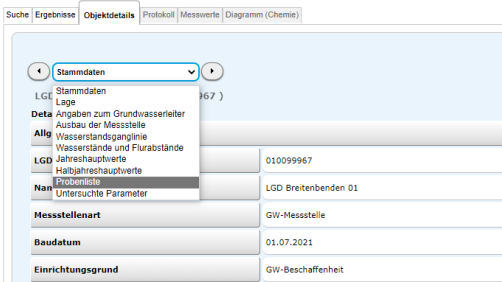 Suche Ergebnisse Objektdetails Protokoll Messwerte Diagramm (Chemie)
Stammdaten
LGD 967 )
Stammdaten
Lage
Angaben zum Grundwasserleiter
Ausbau der Messstelle
Wasserstandsganglinie
Wasserstände und Flurabstände
Jahreshauptwerte
Halbjahreshauptwerte
Probenliste
Untersuchte Parameter
Deta
Allg
LGD 010099967
Nam LGD Breitenbenden 01
Messstellenart GW-Messstelle
Baudatum 01.07.2021
Einrichtungsgrund GW-Beschaffenheit